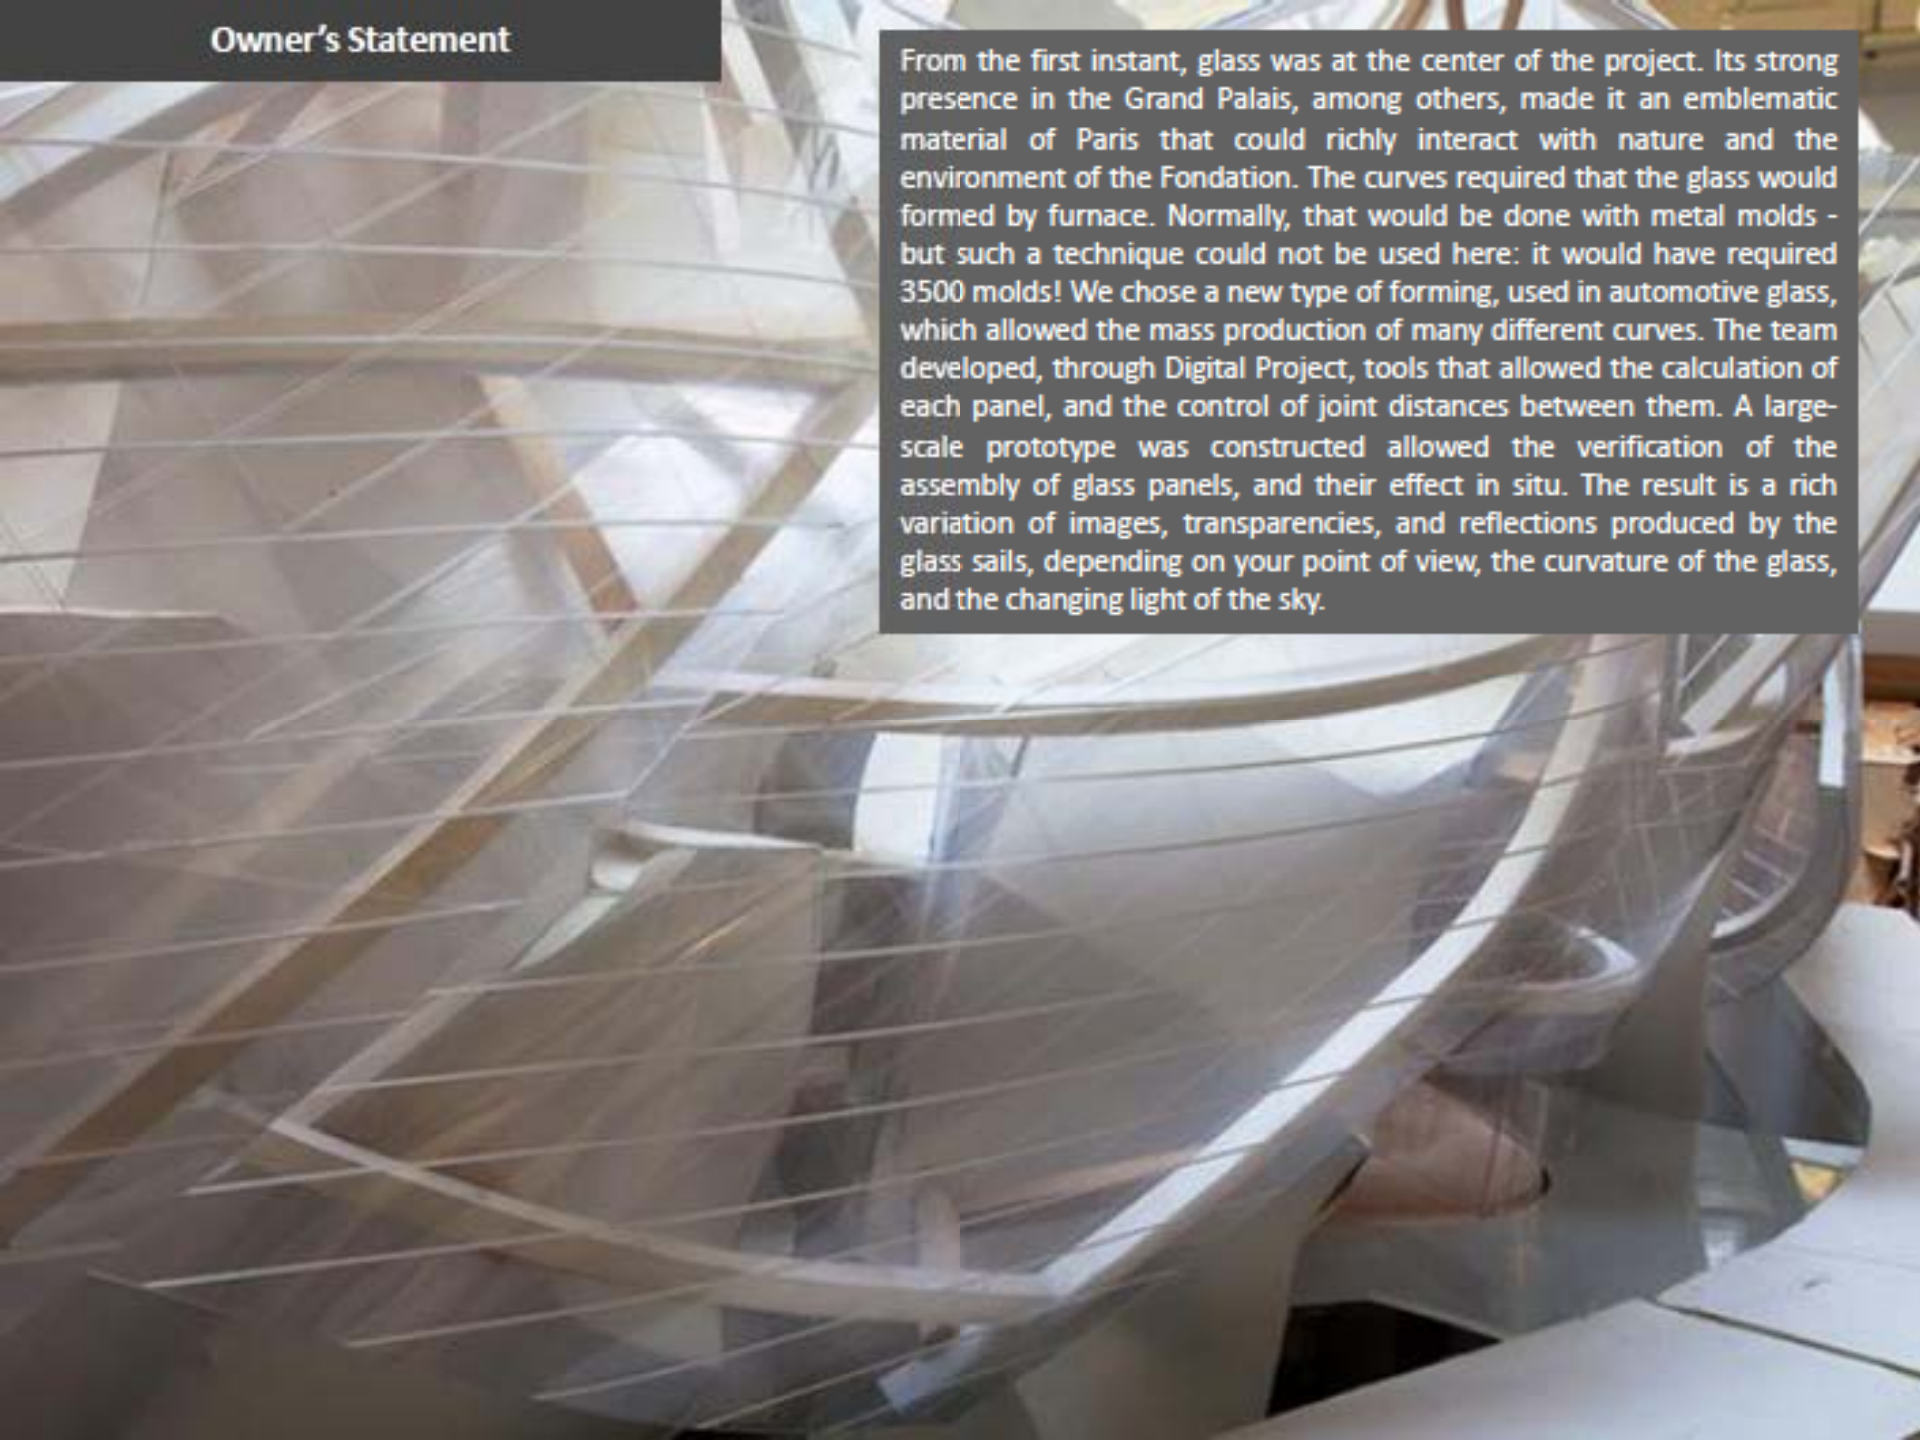 Owner's Statement
From the first instant, glass was at the center of the project. Its strong
presence in the Grand Palais, among others, made it an emblematic
material of Paris that could richly interact with nature and the
environment of the Fondation. The curves required that the glass would
formed by furnace. Normally, that would be done with metal molds -
but such a technique could not be used here: it would have required
3500 molds! We chose a new type of forming, used in automotive glass,
which allowed the mass production of many different curves. The team
developed, through Digital Project, tools that allowed the calculation of
each panel, and the control of joint distances between them. A large-
scale prototype was constructed allowed the verification of the
assembly of glass panels, and their effect in situ. The result is a rich
variation of images, transparencies, and reflections produced by the
glass sails, depending on your point of view, the curvature of the glass,
and the changing light of the sky.